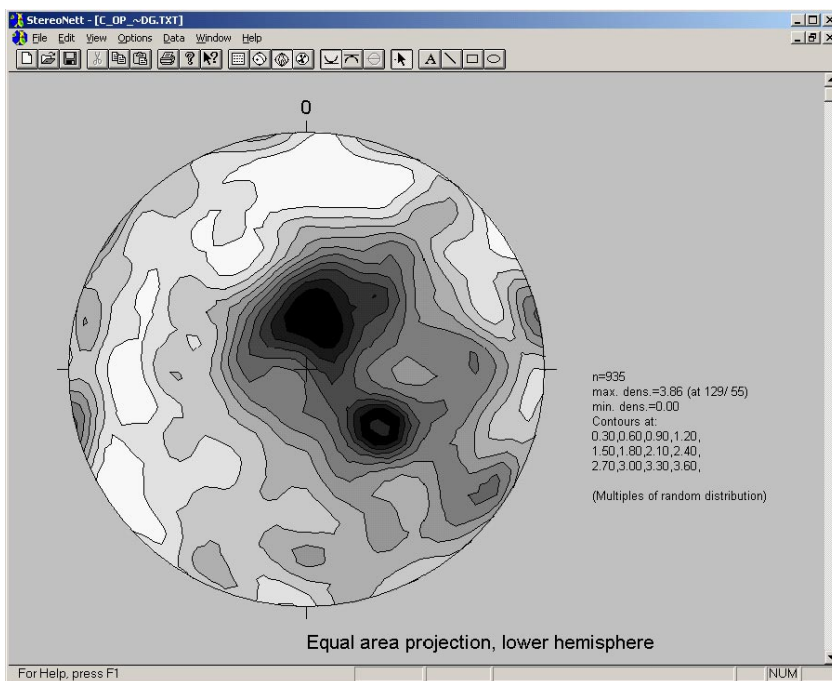 StereoNett - [C_OP_~DG.TXT]
File Edit View Options Data Window Help
A
0
n=935
max. dens.=3.86 (at 129/ 55)
min. dens.=0.00
Contours at:
0.30,0.60,0.90,1.20,
1.50,1.80,2.10,2.40,
2.70,3.00,3.30,3.60,
(Multiples of random distribution)
Equal area projection, lower hemisphere
For Help, press F1
NUM